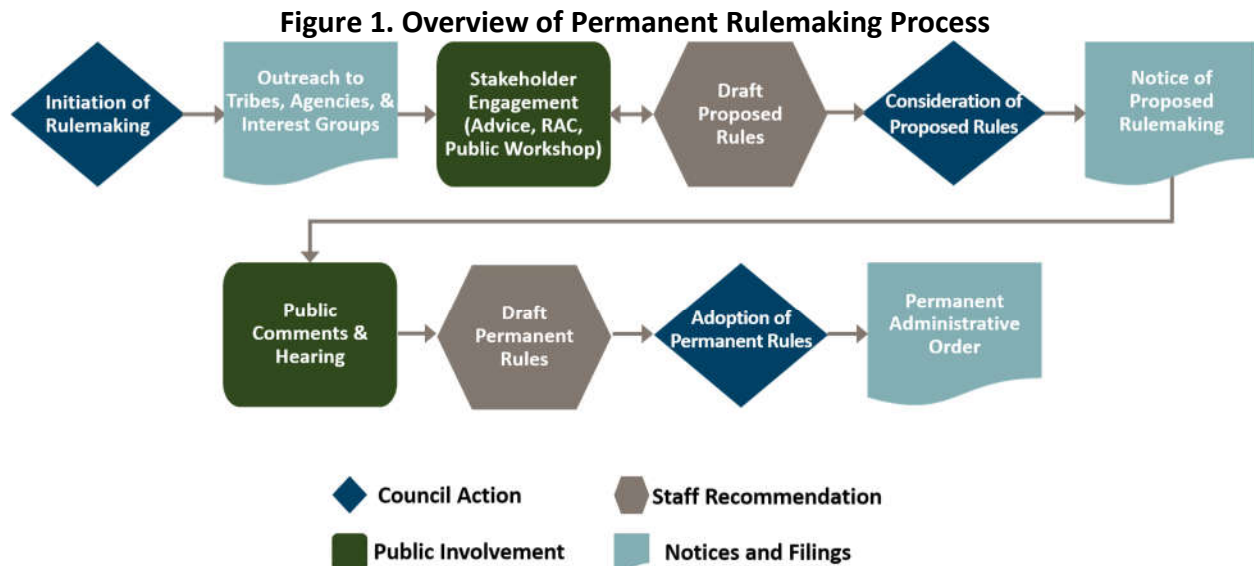 Figure 1. Overview of Permanent Rulemaking Process
Initiation of
Rulemaking
Outreach to
Tribes, Agencies, &
Interest Groups
Stakeholder
Engagement
(Advice, RAC,
Public Workshop)
Draft
Proposed
Rules
Consideration of
Proposed Rules
Notice of
Proposed
Rulemaking
Public
Comments &
Hearing
Draft
Permanent
Rules
Adoption of
Permanent Rules
Permanent
Administrative
Order
Council Action
Staff Recommendation
Public Involvement
Notices and Filings